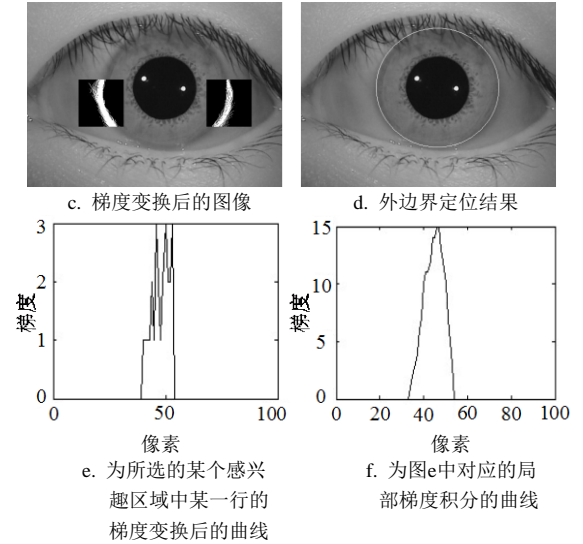 c. 梯度变换后的图像
d. 外边界定位结果
3
2
1
0
梯度
0
50
100
像素
15
10
5
0
梯度
0
20
40
60
80
100
像素
e. 为所选的某个感兴
趣区域中某一行的
梯度变换后的曲线
f. 为图e中对应的局
部梯度积分的曲线